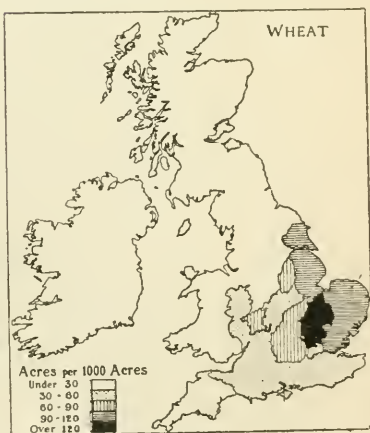 WHEAT
Acres per 1000 Acres
Under 30
30 - 60
60 - 90
90 - 120
Over 120